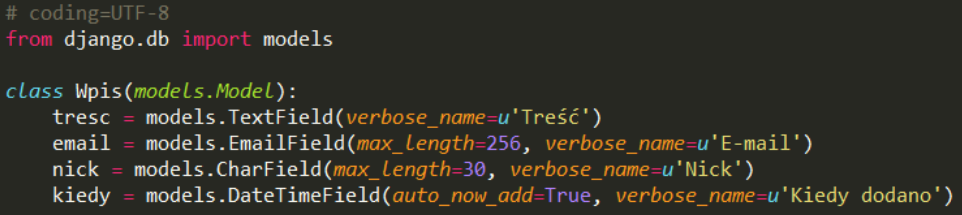 # coding=UTF-8
from django.db import models
class Wpis(models.Model):
    tresc = models.TextField(verbose_name=u'Treść')
    email = models.EmailField(max_length=256, verbose_name=u'E-mail')
    nick = models.CharField(max_length=30, verbose_name=u'Nick')
    kiedy = models.DateTimeField(auto_now_add=True, verbose_name=u'Kiedy dodano')